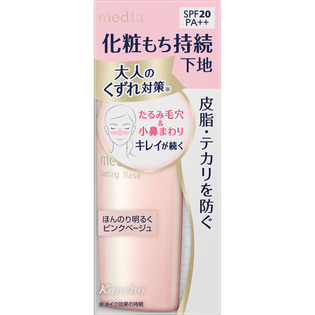 media
SPF20
PA++
化粧もち持続
下地
大人の
くずれ対策※
たるみ毛穴
&
小鼻まわり
キレイが続く
皮脂・テカリを防ぐ
me
Lasting Base
ほんのり明るく
ピンクベージュ
Kanebo
※メイク効果の持続